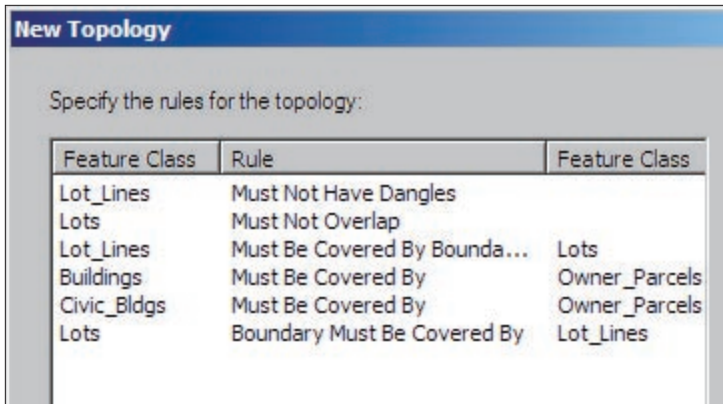 New Topology
Specify the rules for the topology:
Feature Class Rule Feature Class
Lot_Lines Must Not Have Dangles
Lots Must Not Overlap
Lot_Lines Must Be Covered By Bounda... Lots
Buildings Must Be Covered By Owner_Parcels
Civic_Bldgs Must Be Covered By Owner_Parcels
Lots Boundary Must Be Covered By Lot_Lines